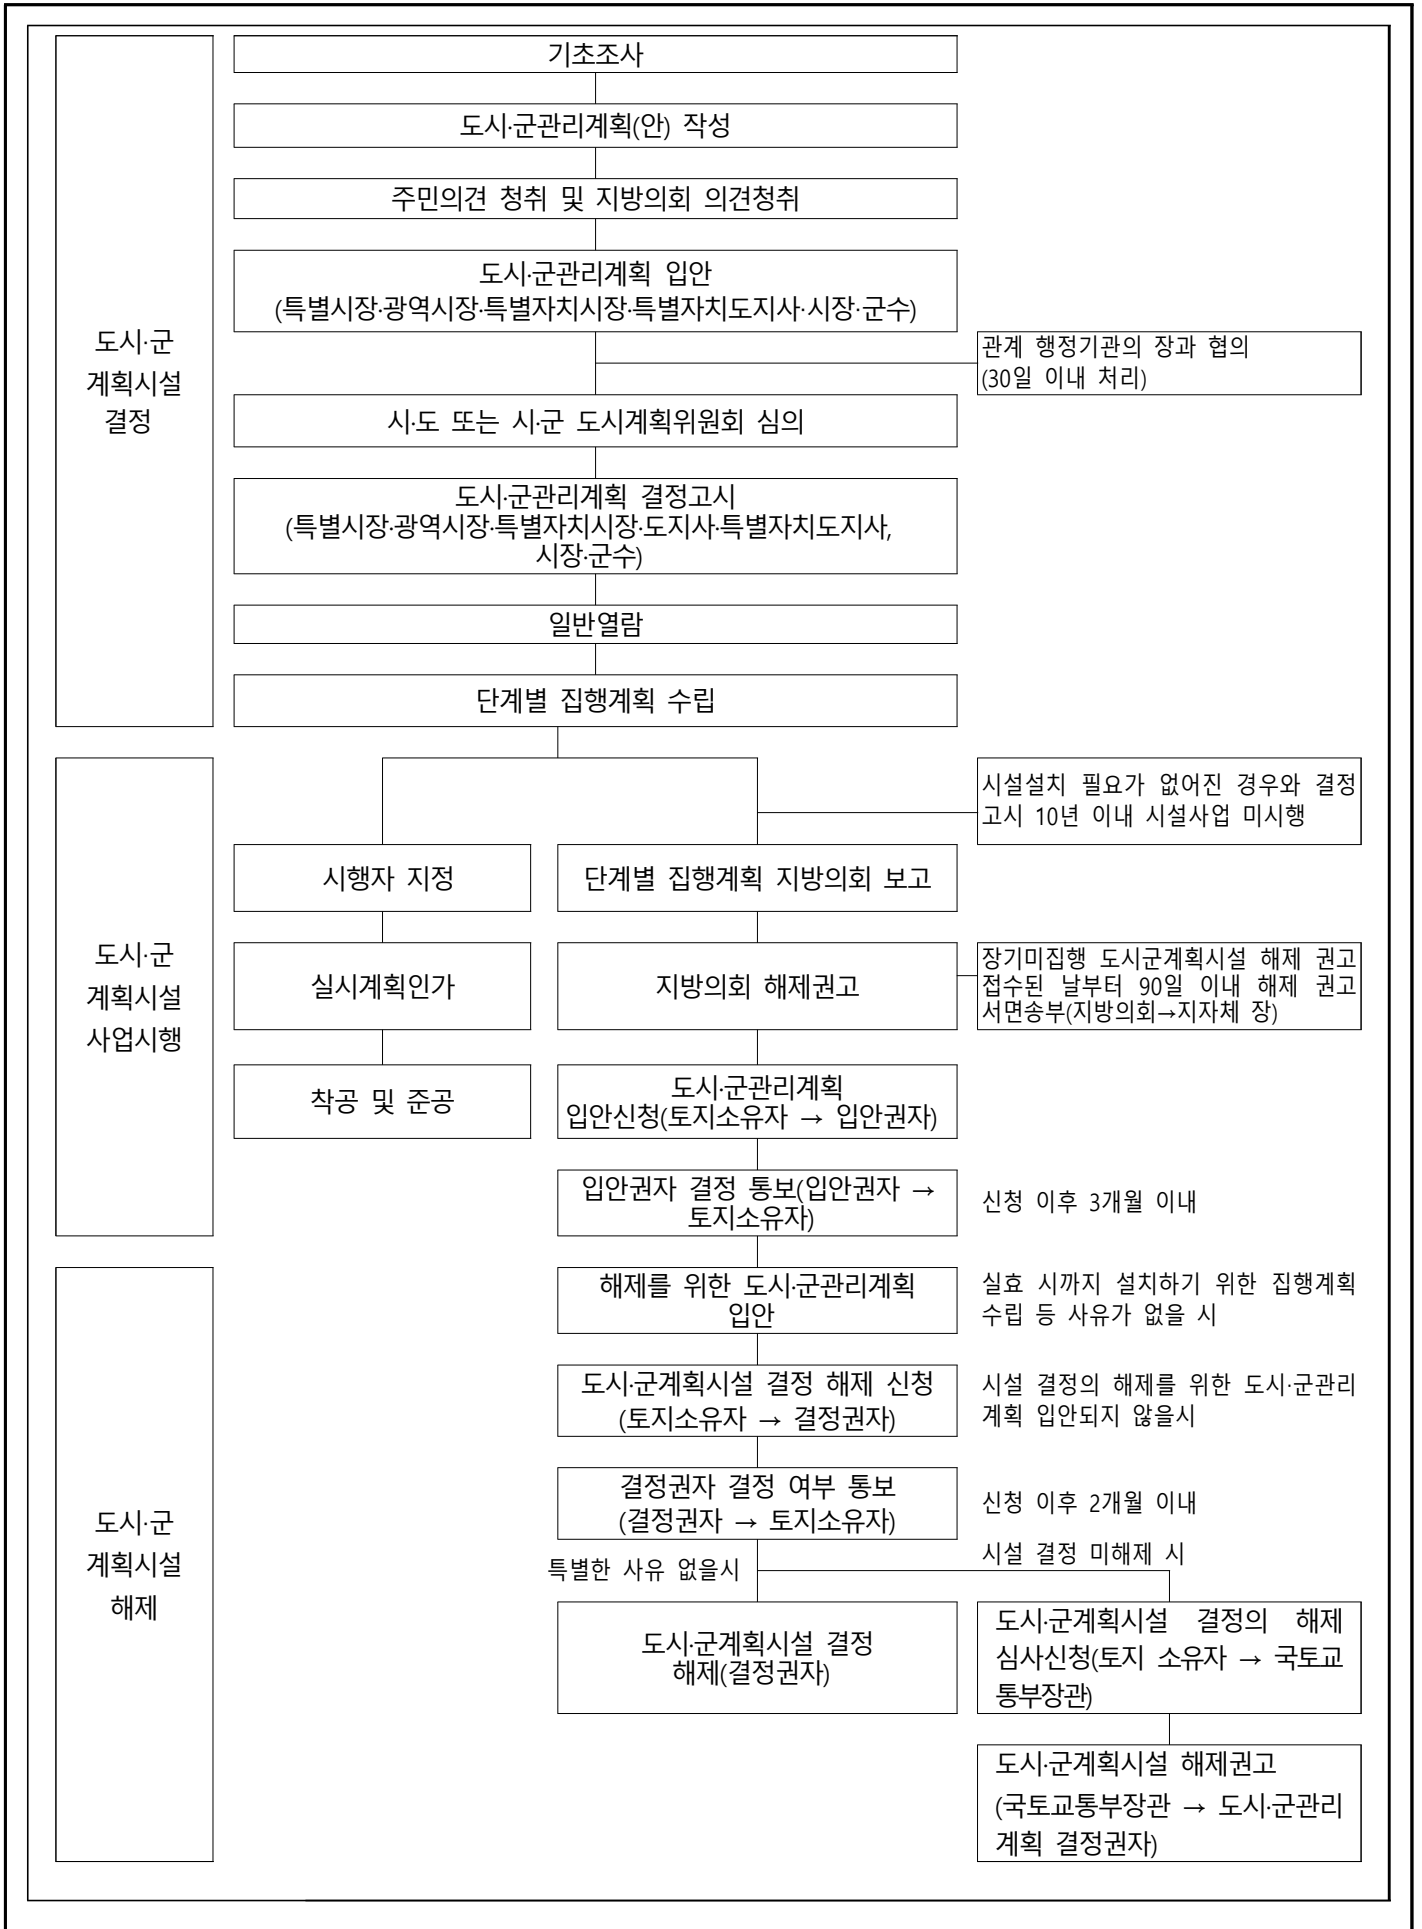 도시·군
계획시설
결정
기초조사
도시·군관리계획(안) 작성
주민의견 청취 및 지방의회 의견청취
도시·군관리계획 입안
(특별시장·광역시장·특별자치시장·특별자치도지사·시장·군수)
관계 행정기관의 장과 협의
(30일 이내 처리)
시·도 또는 시·군 도시계획위원회 심의
도시·군관리계획 결정고시
(특별시장·광역시장·특별자치시장·도지사·특별자치도지사,
시장·군수)
일반열람
단계별 집행계획 수립
도시·군
계획시설
사업시행
시설설치 필요가 없어진 경우와 결정
고시 10년 이내 시설사업 미시행
시행자 지정
단계별 집행계획 지방의회 보고
실시계획인가
지방의회 해제권고
장기미집행 도시군계획시설 해제 권고
접수된 날부터 90일 이내 해제 권고
서면송부(지방의회→지자체 장)
착공 및 준공
도시·군관리계획
입안신청(토지소유자 → 입안권자)
입안권자 결정 통보(입안권자 →
토지소유자)
신청 이후 3개월 이내
도시·군
계획시설
해제
해제를 위한 도시·군관리계획
입안
실효 시까지 설치하기 위한 집행계획
수립 등 사유가 없을 시
도시·군계획시설 결정 해제 신청
(토지소유자 → 결정권자)
시설 결정의 해제를 위한 도시·군관리
계획 입안되지 않을시
결정권자 결정 여부 통보
(결정권자 → 토지소유자)
신청 이후 2개월 이내
특별한 사유 없을시
시설 결정 미해제 시
도시·군계획시설 결정
해제(결정권자)
도시·군계획시설 결정의 해제
심사신청(토지 소유자 → 국토교
통부장관)
도시·군계획시설 해제권고
(국토교통부장관 → 도시·군관리
계획 결정권자)